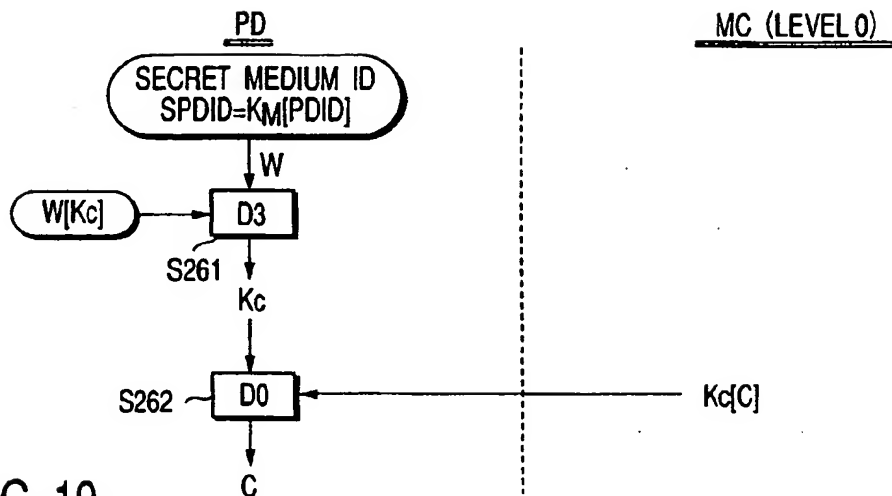 PD
MC (LEVEL 0)
SECRET MEDIUM ID
SPDID=KM[PDID]
W
W[Kc]
D3
S261
Kc
D0
S262
Kc[C]
C